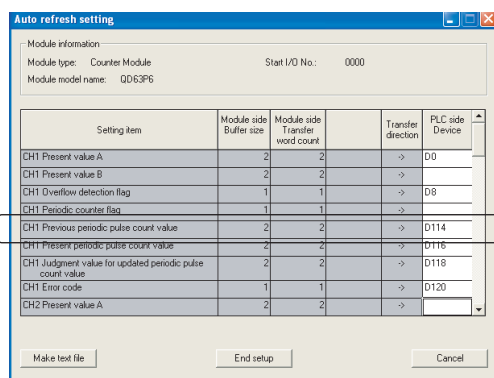 Auto refresh setting
Module information
Module type: Counter Module Start I/O No.: 0000
Module model name: QD63P6
Setting item Module side Buffer size Module side Transfer word count Transfer direction PLC side Device
CH1 Present value A 2 2 -> D0
CH1 Present value B 2 2 ->
CH1 Overflow detection flag 1 1 -> D8
CH1 Periodic counter flag 1 1 ->
CH1 Previous periodic pulse count value 2 2 -> D114
CH1 Present periodic pulse count value 2 2 -> D116
CH1 Judgment value for updated periodic pulse count value 2 2 -> D118
CH1 Error code 1 1 -> D120
CH2 Present value A 2 2 ->
Make text file End setup Cancel